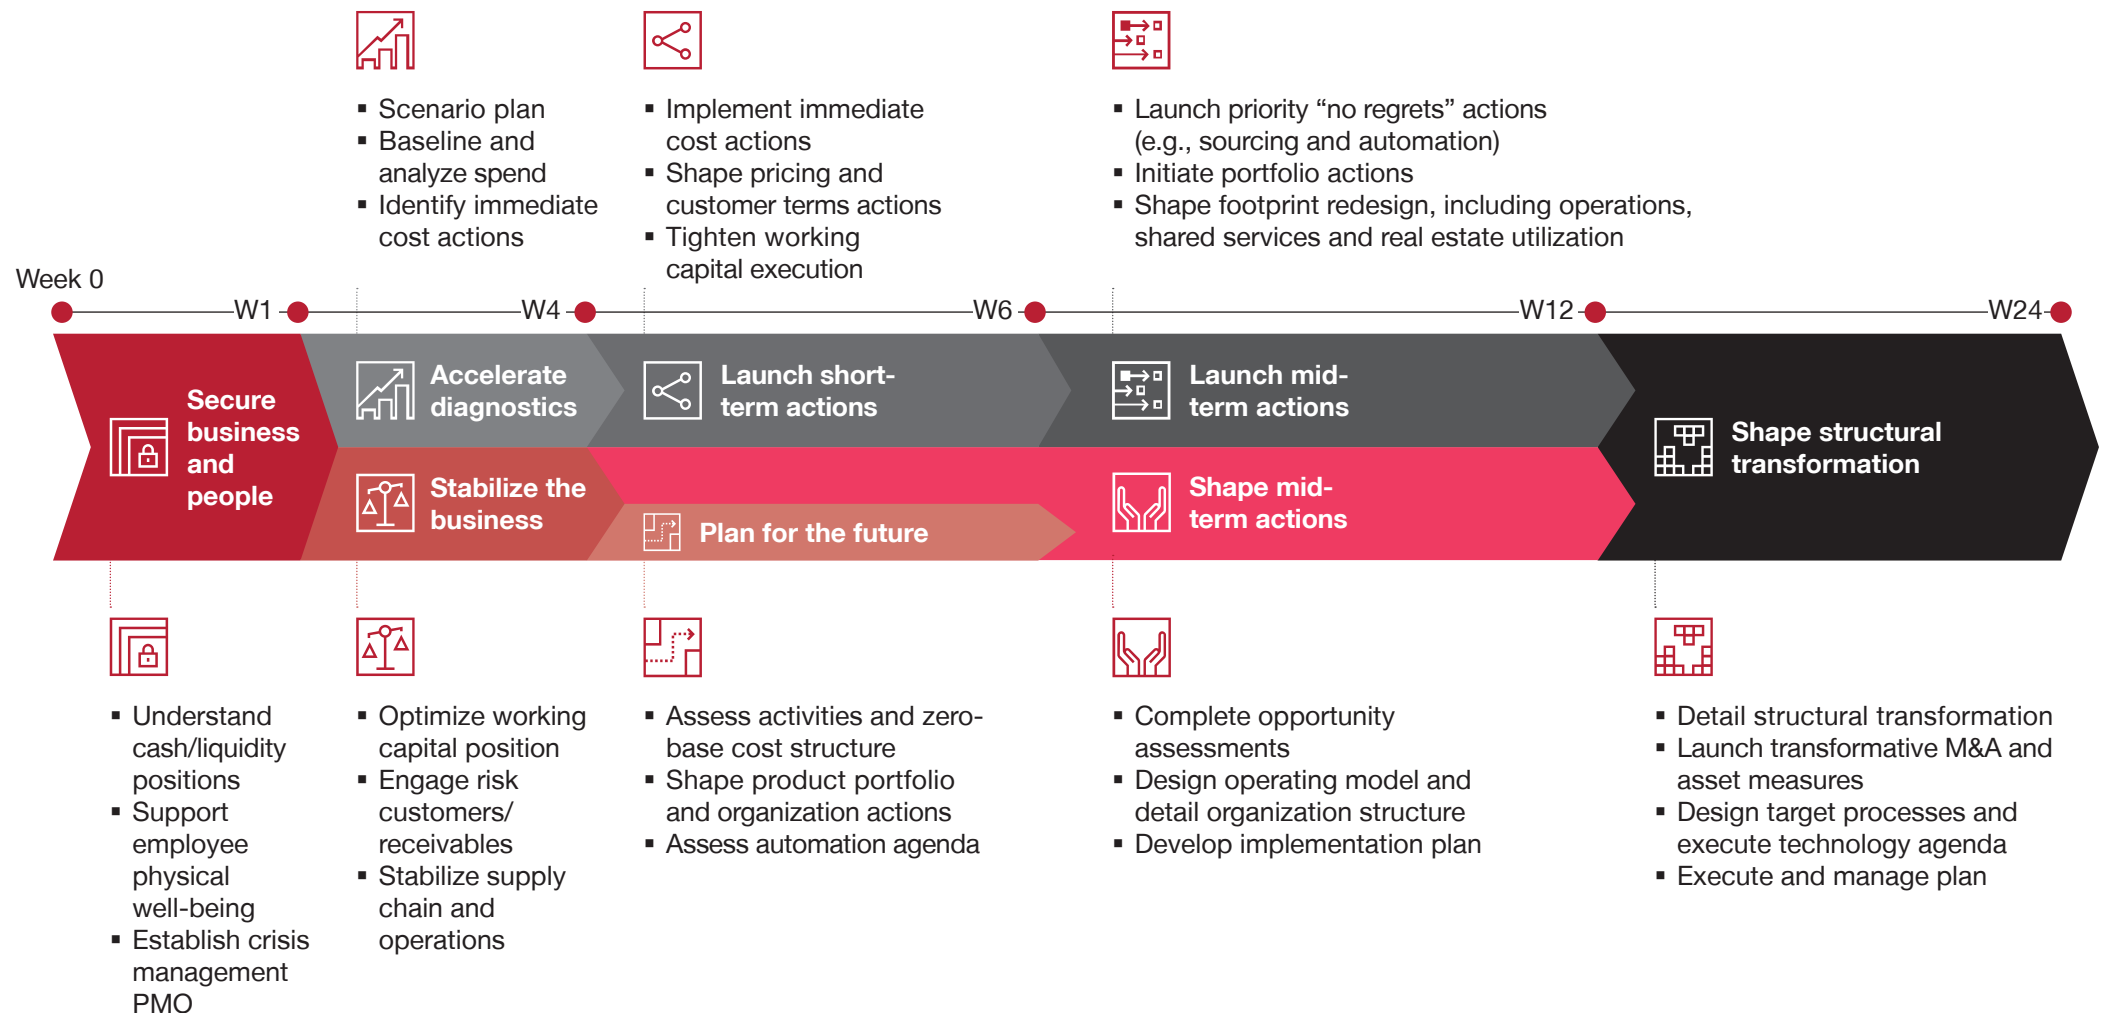 Scenario plan
Baseline and
analyze spend
Identify immediate
cost actions
Implement immediate
cost actions
Shape pricing and
customer terms actions
Tighten working
capital execution
Launch priority “no regrets” actions
(e.g., sourcing and automation)
Initiate portfolio actions
Shape footprint redesign, including operations,
shared services and real estate utilization
Week 0
W1
W4
W6
W12
W24
Secure
business
and
people
Accelerate
diagnostics
Stabilize the
business
Launch short-
term actions
Plan for the future
Launch mid-
term actions
Shape mid-
term actions
Shape structural
transformation
Understand
cash/liquidity
positions
Support
employee
physical
well-being
Establish crisis
management
PMO
Optimize working
capital position
Engage risk
customers/
receivables
Stabilize supply
chain and
operations
Assess activities and zero-
base cost structure
Shape product portfolio
and organization actions
Assess automation agenda
Complete opportunity
assessments
Design operating model and
detail organization structure
Develop implementation plan
Detail structural transformation
Launch transformative M&A and
asset measures
Design target processes and
execute technology agenda
Execute and manage plan